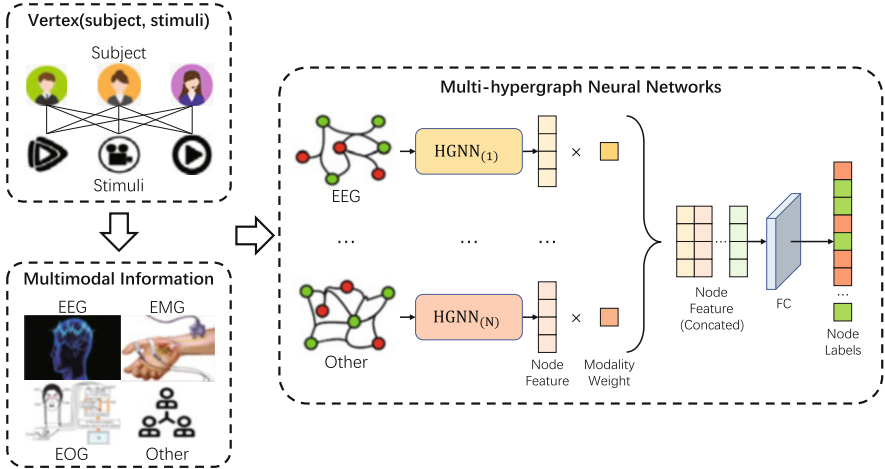 Vertex(subject, stimuli)
Subject
Stimuli
Multimodal Information
EEG EMG
EOG Other
Multi-hypergraph Neural Networks
EEG
HGNN(1)
×
... ... ...
Other
HGNN(N)
×
Node
Feature
Modality
Weight
...
Node
Feature
(Concated)
FC
...
Node
Labels